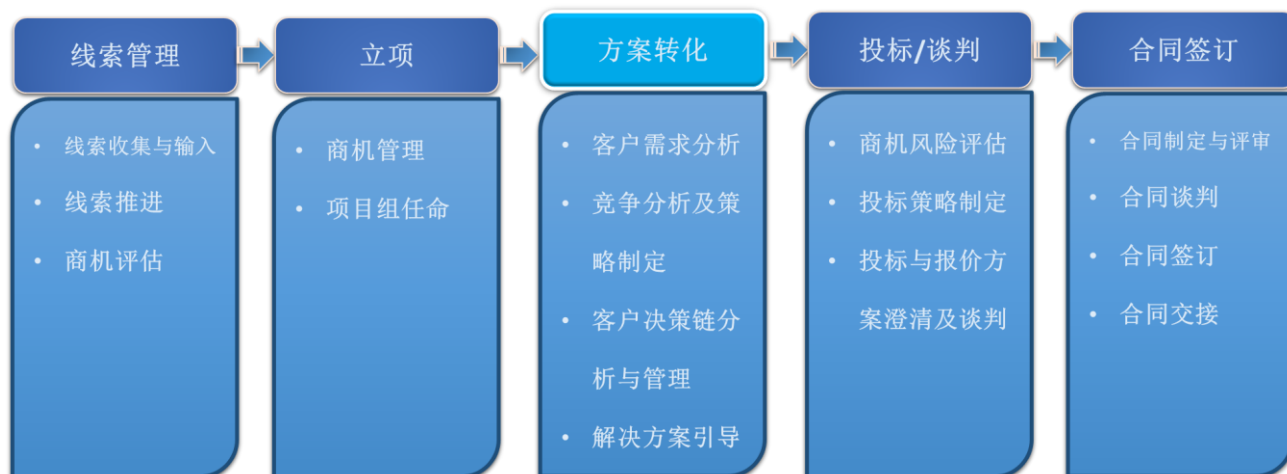 线索管理
立项
方案转化
投标/谈判
合同签订
• 线索收集与输入
• 线索推进
• 商机评估
• 商机管理
• 项目组任命
• 客户需求分析
• 竞争分析及策
略制定
• 客户决策链分
析与管理
• 解决方案引导
• 商机风险评估
• 投标策略制定
• 投标与报价方
案澄清及谈判
• 合同制定与评审
• 合同谈判
• 合同签订
• 合同交接